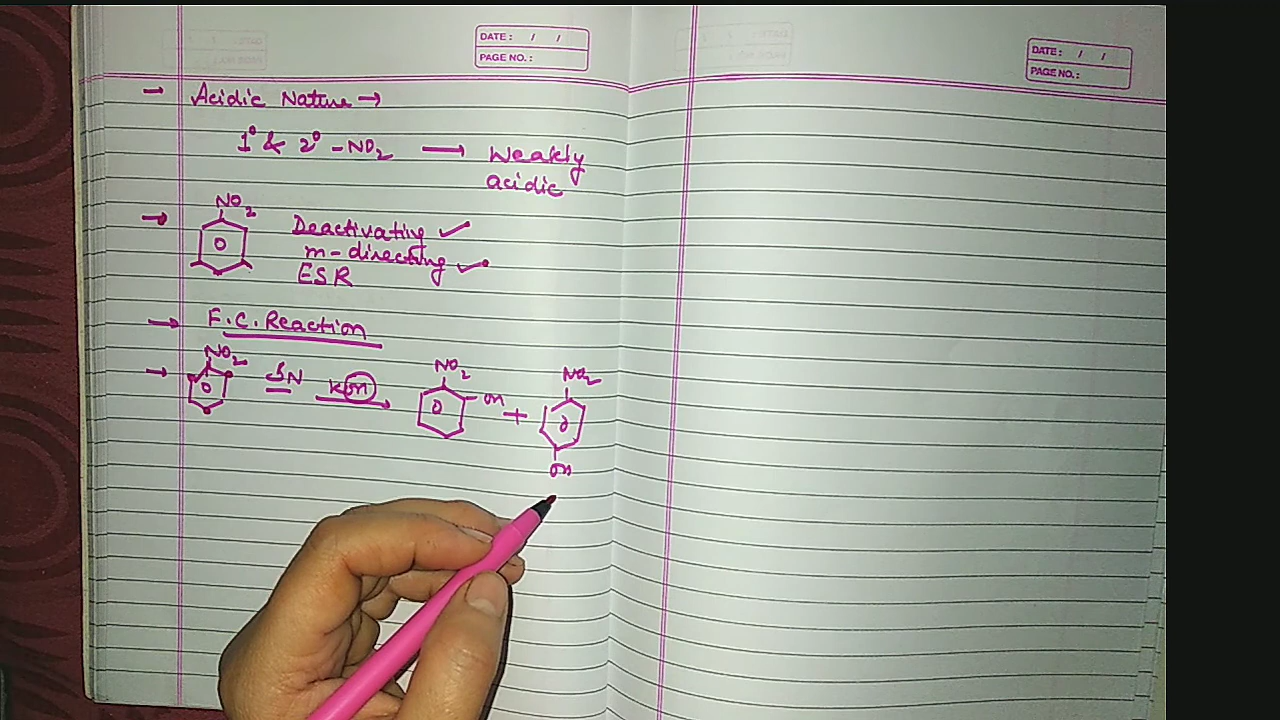 DATE: / /
PAGE NO.:
DATE: / /
PAGE NO.:
→ Acidic Nature →
1° & 2° - NO2 → Weakly
acidic
→ NO2
Deactivating ✓
m-directing ✓
ESR
→ F.C. Reaction
→ NO2 SN KOH → NO2 OH + NO2 OH